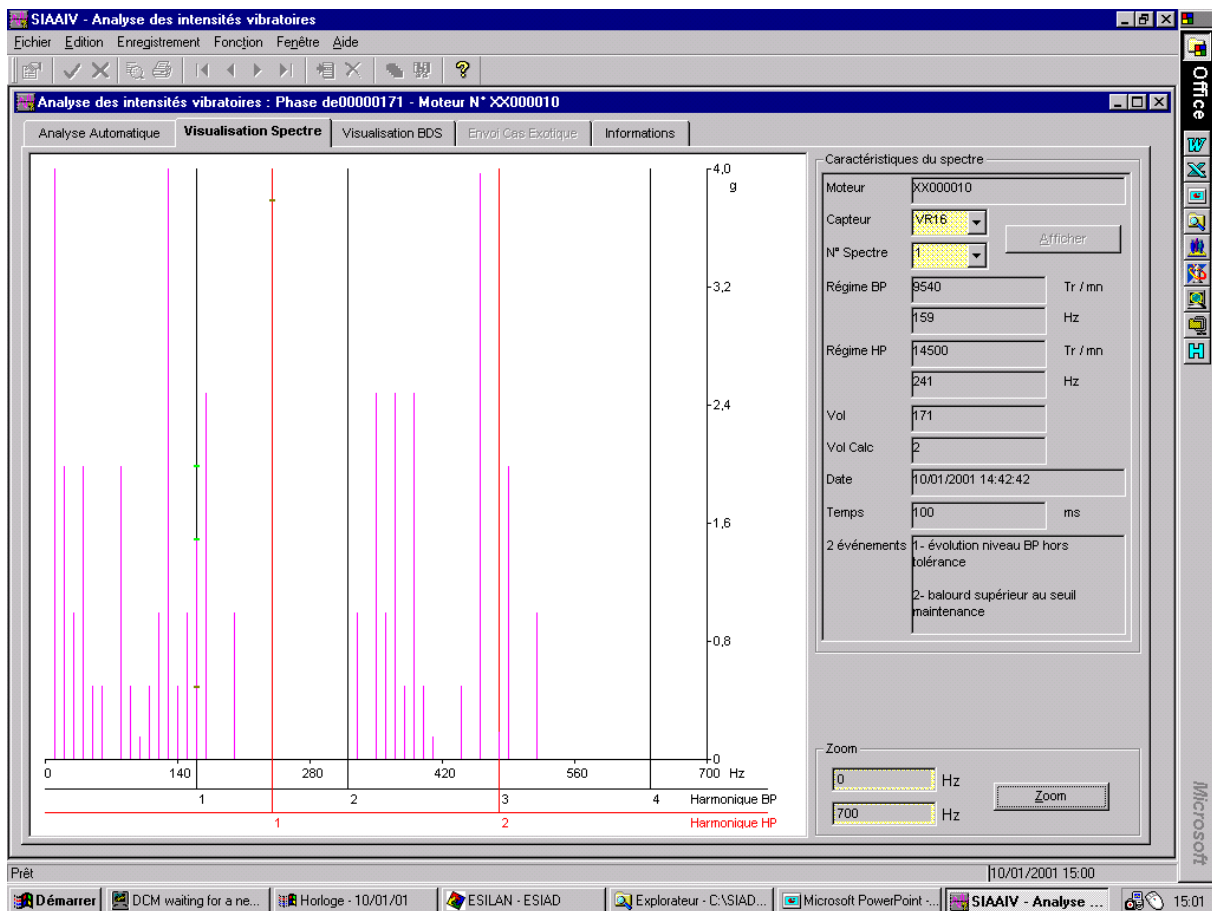 SIAAIV - Analyse des intensités vibratoires
Fichier Edition Enregistrement Fonction Fenêtre Aide
Office
Analyse des intensités vibratoires : Phase de00000171 - Moteur N° XX000010
Analyse Automatique Visualisation Spectre Visualisation BDS Envoi Cas Exotique Informations
4,0
g
3,2
2,4
1,6
0,8
0
0 140 280 420 560 700 Hz
1 2 3 4 Harmonique BP
1 2 Harmonique HP
Caractéristiques du spectre
Moteur XX000010
Capteur VR16
Afficher
N° Spectre 1
Régime BP 9540 Tr / mn
159 Hz
Régime HP 14500 Tr / mn
241 Hz
Vol 171
Vol Calc 2
Date 10/01/2001 14:42:42
Temps 100 ms
2 événements 1- évolution niveau BP hors
tolérance
2- balourd supérieur au seuil
maintenance
Zoom
0 Hz
Zoom
700 Hz
Microsoft
Prêt 10/01/2001 15:00
Démarrer DCM waiting for a ne... Horloge - 10/01/01 ESILAN - ESIAD Explorateur - C:\SIAD... Microsoft PowerPoint -... SIAAIV - Analyse ... 15:01